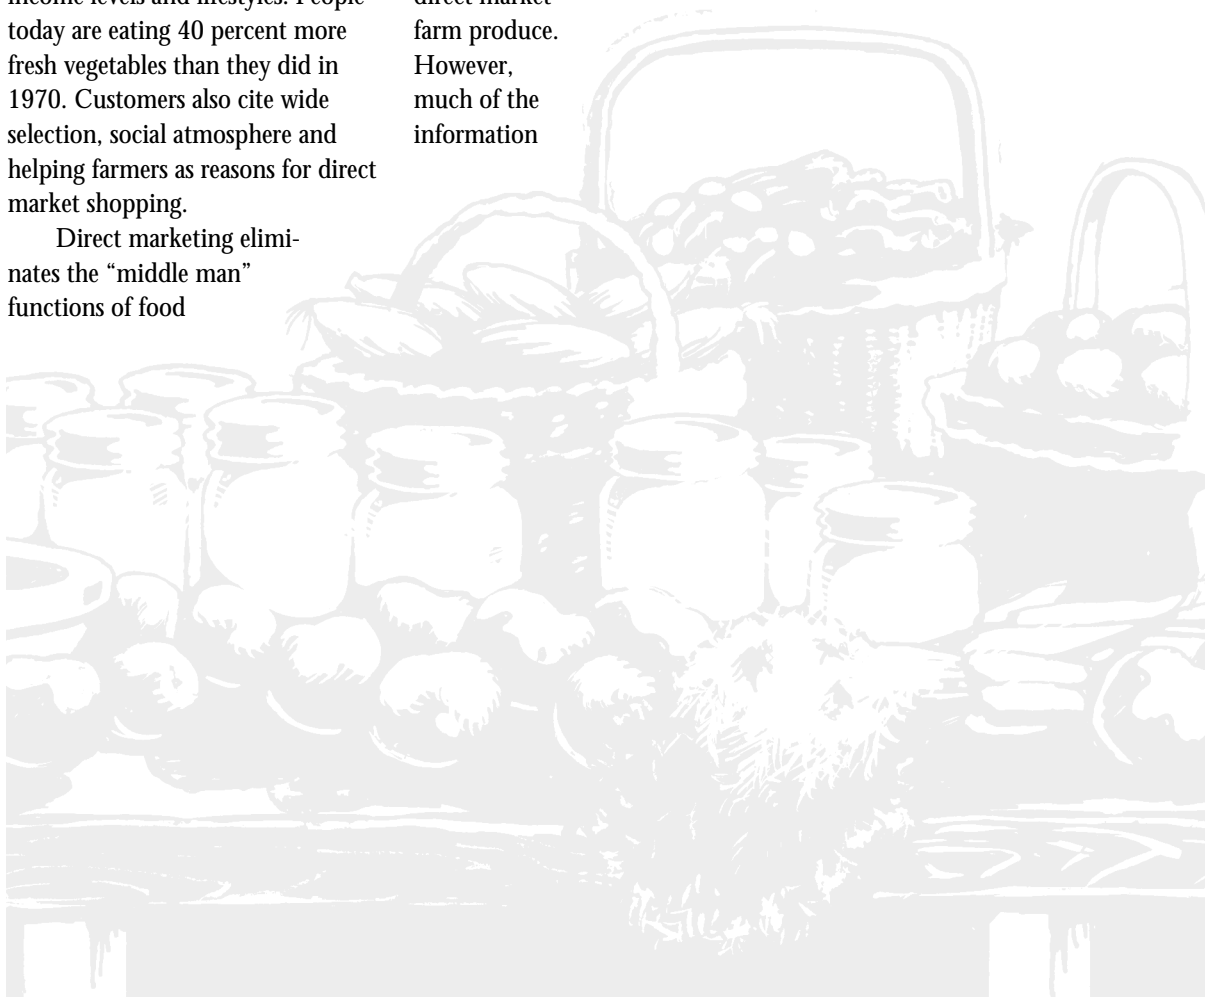 income levels and lifestyles. People
today are eating 40 percent more
fresh vegetables than they did in
1970. Customers also cite wide
selection, social atmosphere and
helping farmers as reasons for direct
market shopping.
Direct marketing elimi-
nates the “middle man”
functions of food
direct market
farm produce.
However,
much of the
information